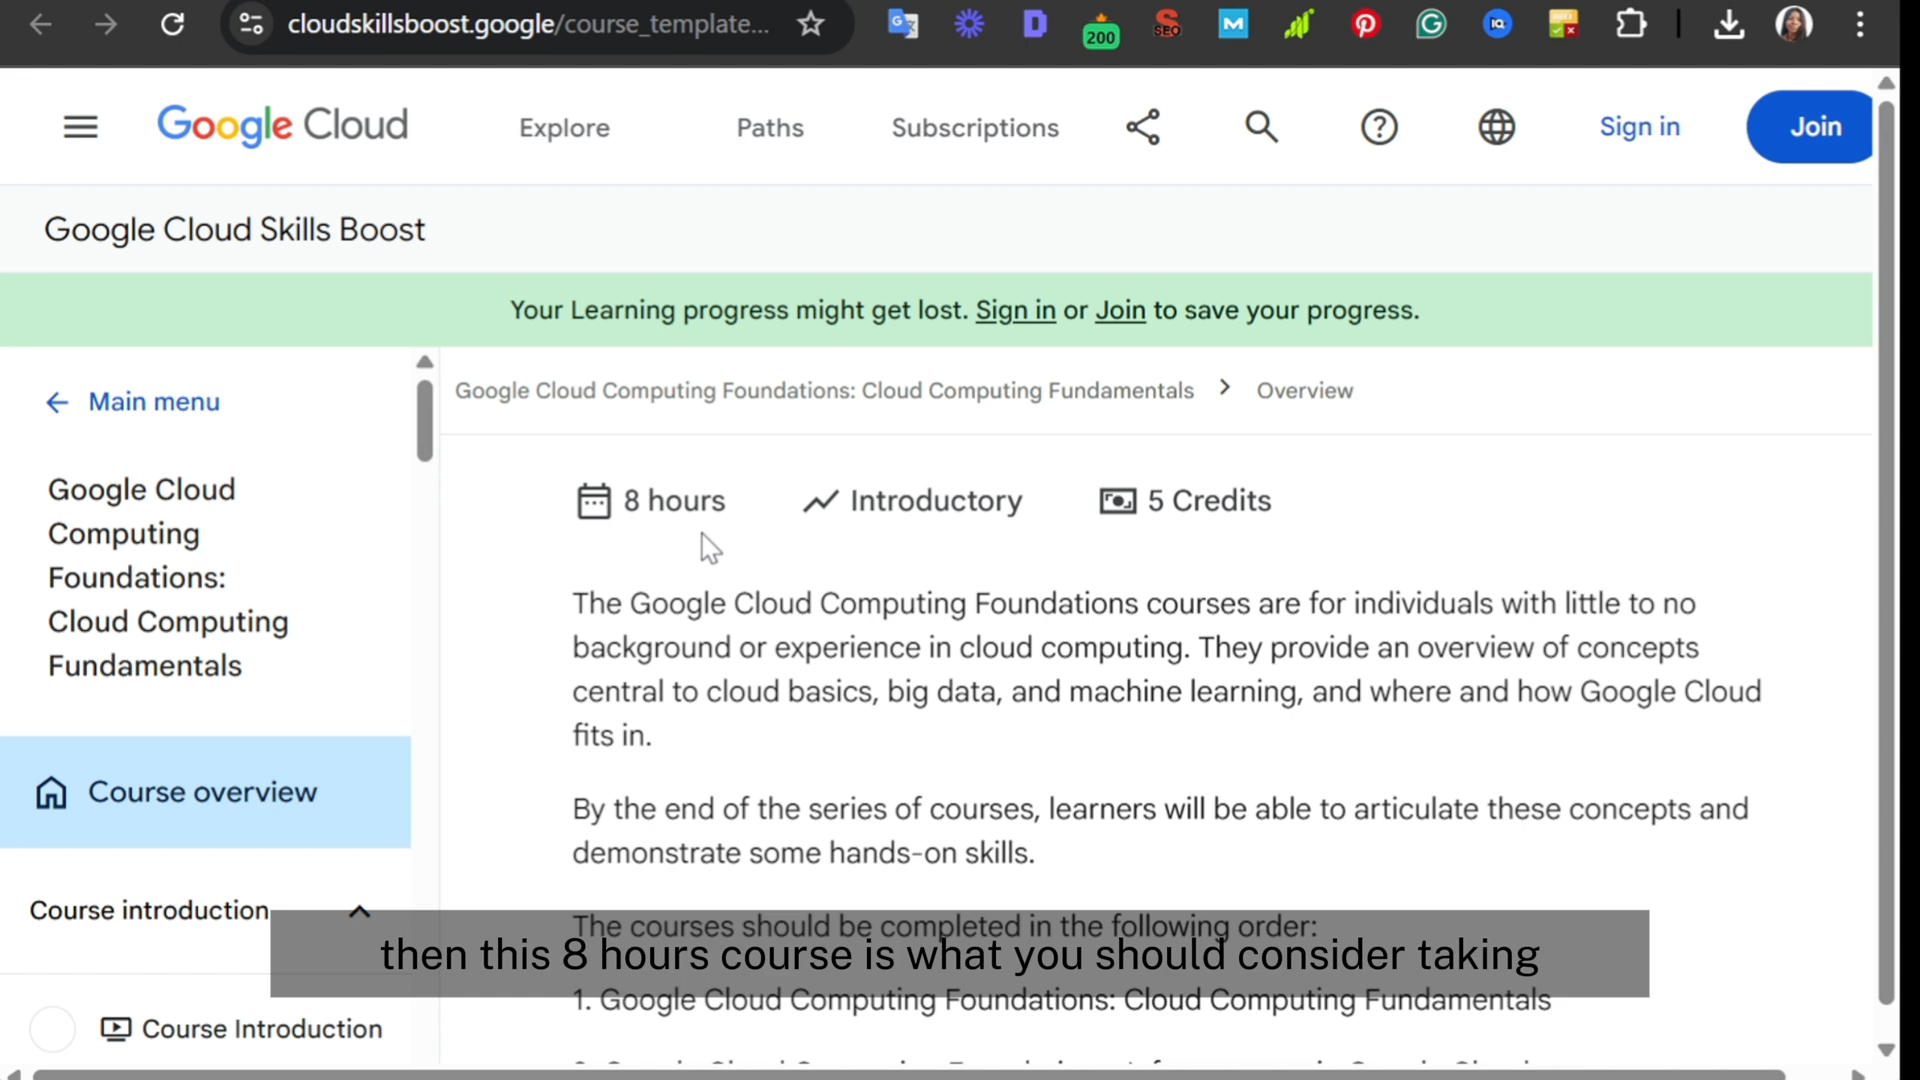 cloudskillsboost.google/course_template...
200
SEO
Google Cloud
Explore
Paths
Subscriptions
Sign in
Join
Google Cloud Skills Boost
Your Learning progress might get lost. Sign in or Join to save your progress.
Main menu
Google Cloud Computing Foundations: Cloud Computing Fundamentals > Overview
Google Cloud
Computing
Foundations:
Cloud Computing
Fundamentals
8 hours
Introductory
5 Credits
The Google Cloud Computing Foundations courses are for individuals with little to no
background or experience in cloud computing. They provide an overview of concepts
central to cloud basics, big data, and machine learning, and where and how Google Cloud
fits in.
Course overview
By the end of the series of courses, learners will be able to articulate these concepts and
demonstrate some hands-on skills.
Course introduction
The courses should be completed in the following order:
then this 8 hours course is what you should consider taking
1. Google Cloud Computing Foundations: Cloud Computing Fundamentals
Course Introduction